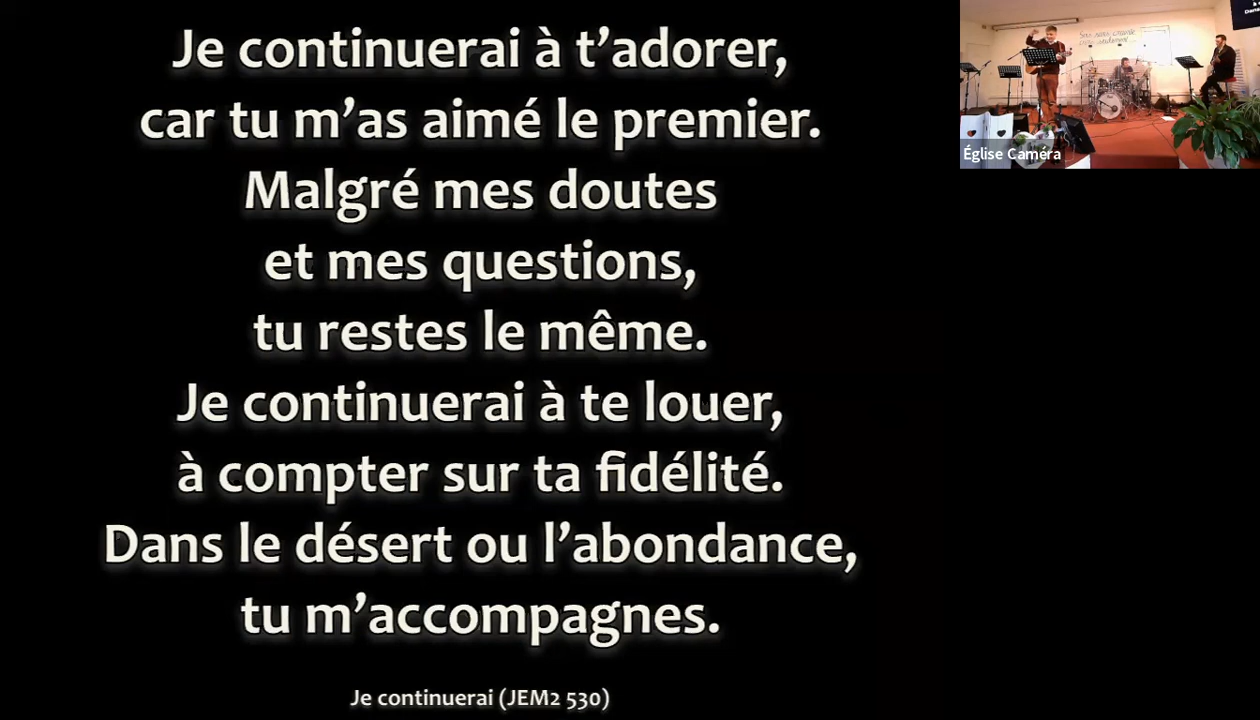 Je continuerai à t’adorer,
car tu m’as aimé le premier.
Malgré mes doutes
et mes questions,
tu restes le même.
Je continuerai à te louer,
à compter sur ta fidélité.
Dans le désert ou l’abondance,
tu m’accompagnes.
Je continuerai (JEM2 530)
Église Caméra